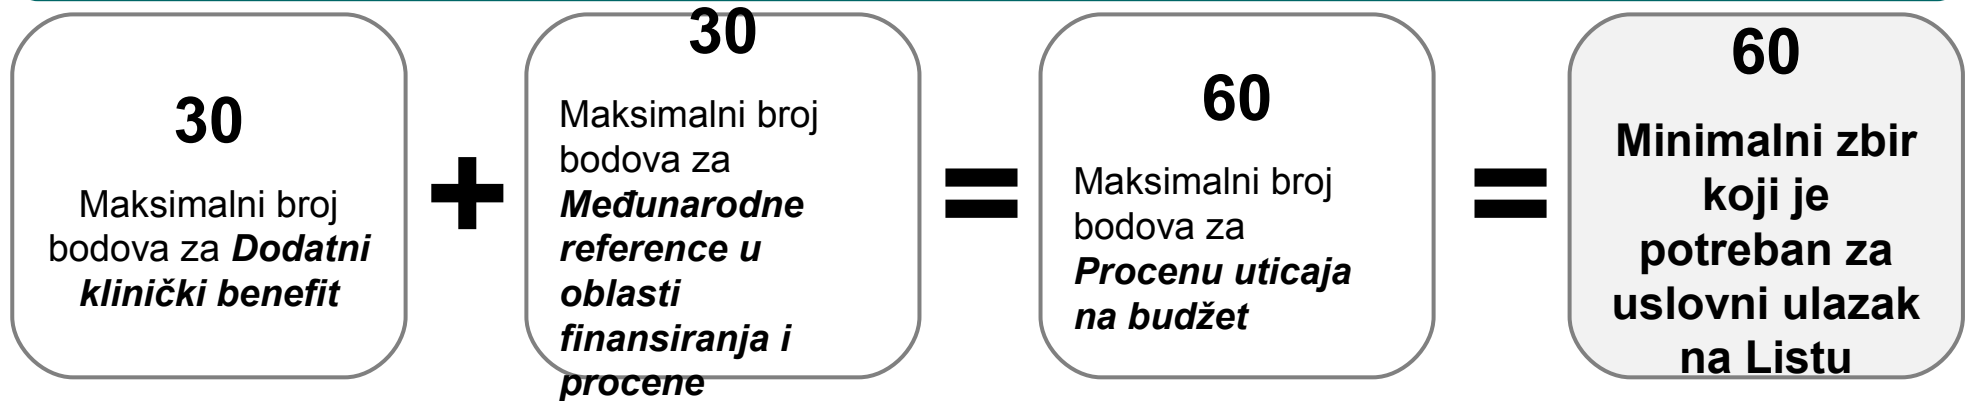 30
Maksimalni broj
bodova za Dodatni
klinički benefit
+
30
Maksimalni broj
bodova za
Međunarodne
reference u
oblasti
finansiranja i
procene
=
60
Maksimalni broj
bodova za
Procenu uticaja
na budžet
=
60
Minimalni zbir
koji je
potreban za
uslovni ulazak
na Listu